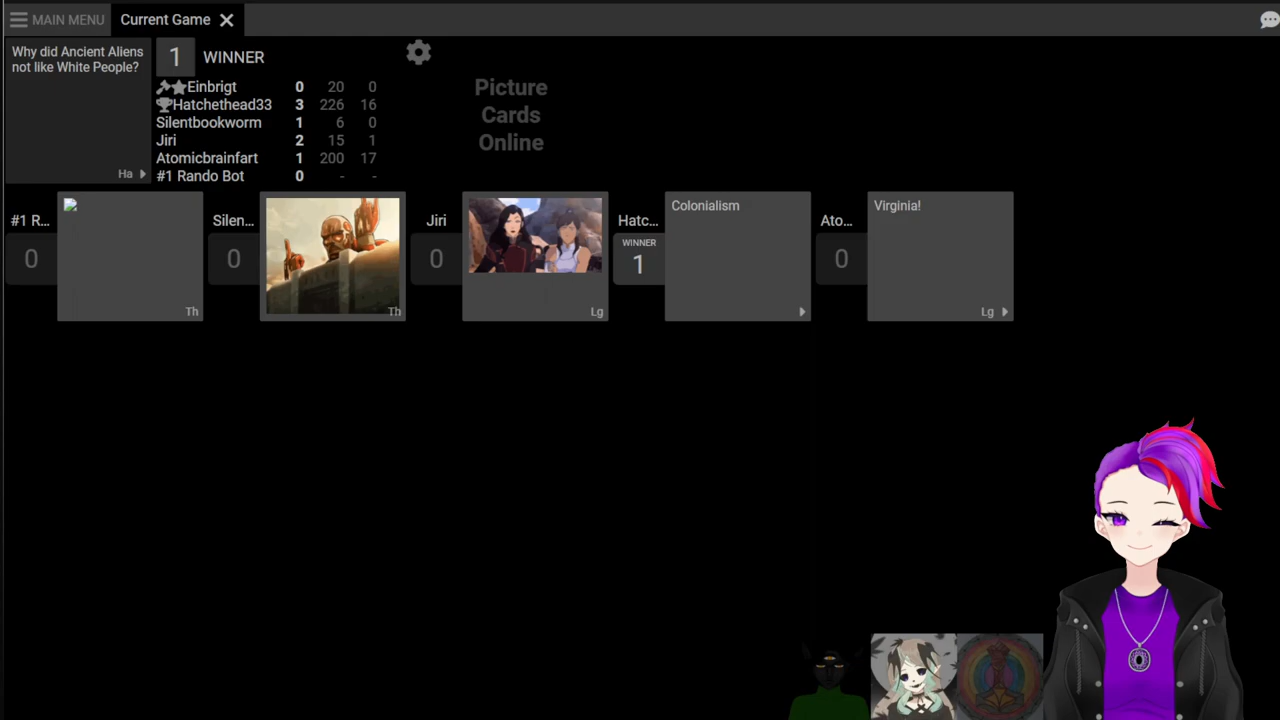 MAIN MENU
Current Game
Why did Ancient Aliens
not like White People?
Ha
1 WINNER
Einbrigt 0 20 0
Hatchethead33 3 226 16
Silentbookworm 1 6 0
Jiri 2 15 1
Atomicbrainfart 1 200 17
#1 Rando Bot 0 - -
Picture
Cards
Online
#1 R...
0
Th
Silen...
0
Th
Jiri
0
Lg
Hatc...
WINNER
1
Colonialism
Ato...
0
Virginia!
Lg